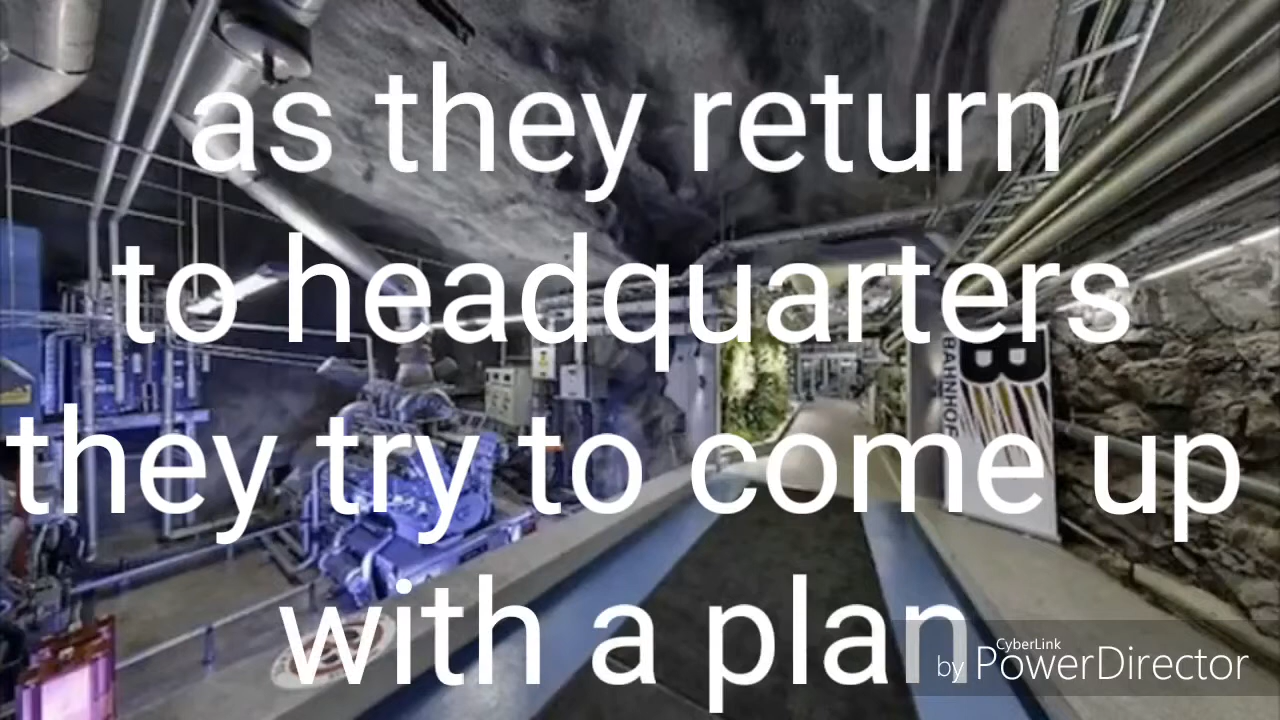 as they return
to headquarters
they try to come up
with a plan
B
BAHNHOF
CyberLink
by PowerDirector